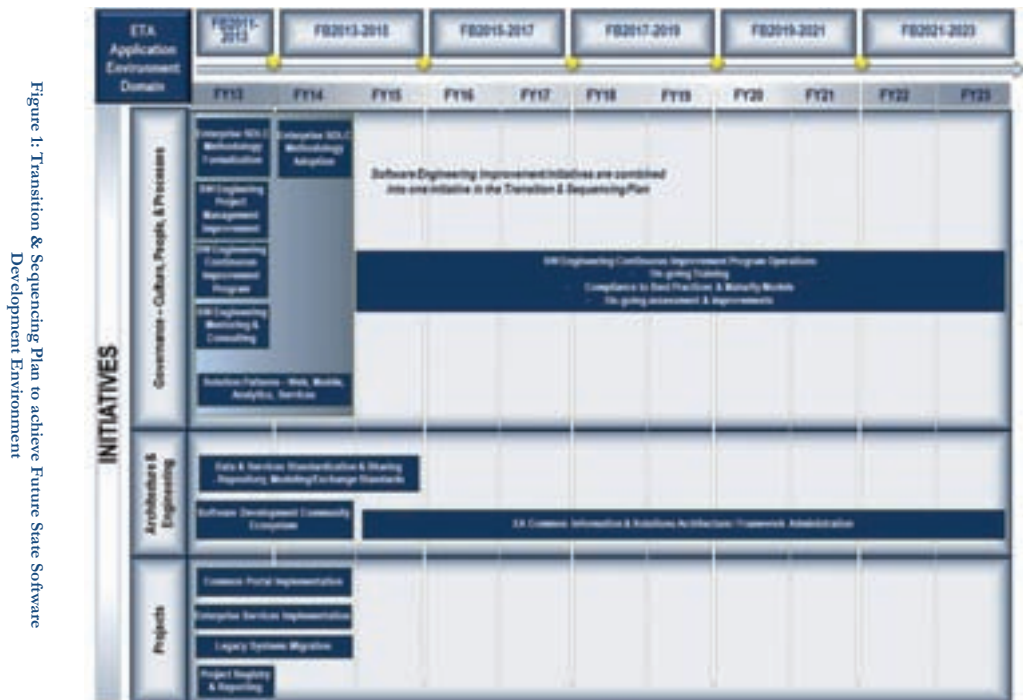 ETA
Application
Environment
Domain
FB2011-
2013
FB2013-2015
FB2015-2017
FB2017-2019
FB2019-2021
FB2021-2023
FY13
FY14
FY15
FY16
FY17
FY18
FY19
FY20
FY21
FY22
FY23
INITIATIVES
Governance – Culture, People, & Processes
Enterprise SDLC
Methodology
Formalization
Enterprise SDLC
Methodology
Adoption
Software Engineering Improvement Initiatives are combined
into one initiative in the Transition & Sequencing Plan
SW Engineering
Project
Management
Improvement
SW Engineering
Continuous
Improvement
Program
SW Engineering
Mentoring &
Consulting
SW Engineering Continuous Improvement Program Operations
On-going Training
Compliance to Best Practices & Maturity Models
On-going assessment & Improvements
Solution Patterns – Web, Mobile,
Analytics, Services
Architecture &
Engineering
Data & Services Standardization & Sharing
- Repository, Modeling/Exchange Standards
Software Development Community
Ecosystem
EA Common Information & Solutions Architecture Framework Administration
Projects
Common Portal Implementation
Enterprise Services Implementation
Legacy Systems Migration
Project Registry
& Reporting
Figure 1: Transition & Sequencing Plan to achieve Future State Software
Development Environment